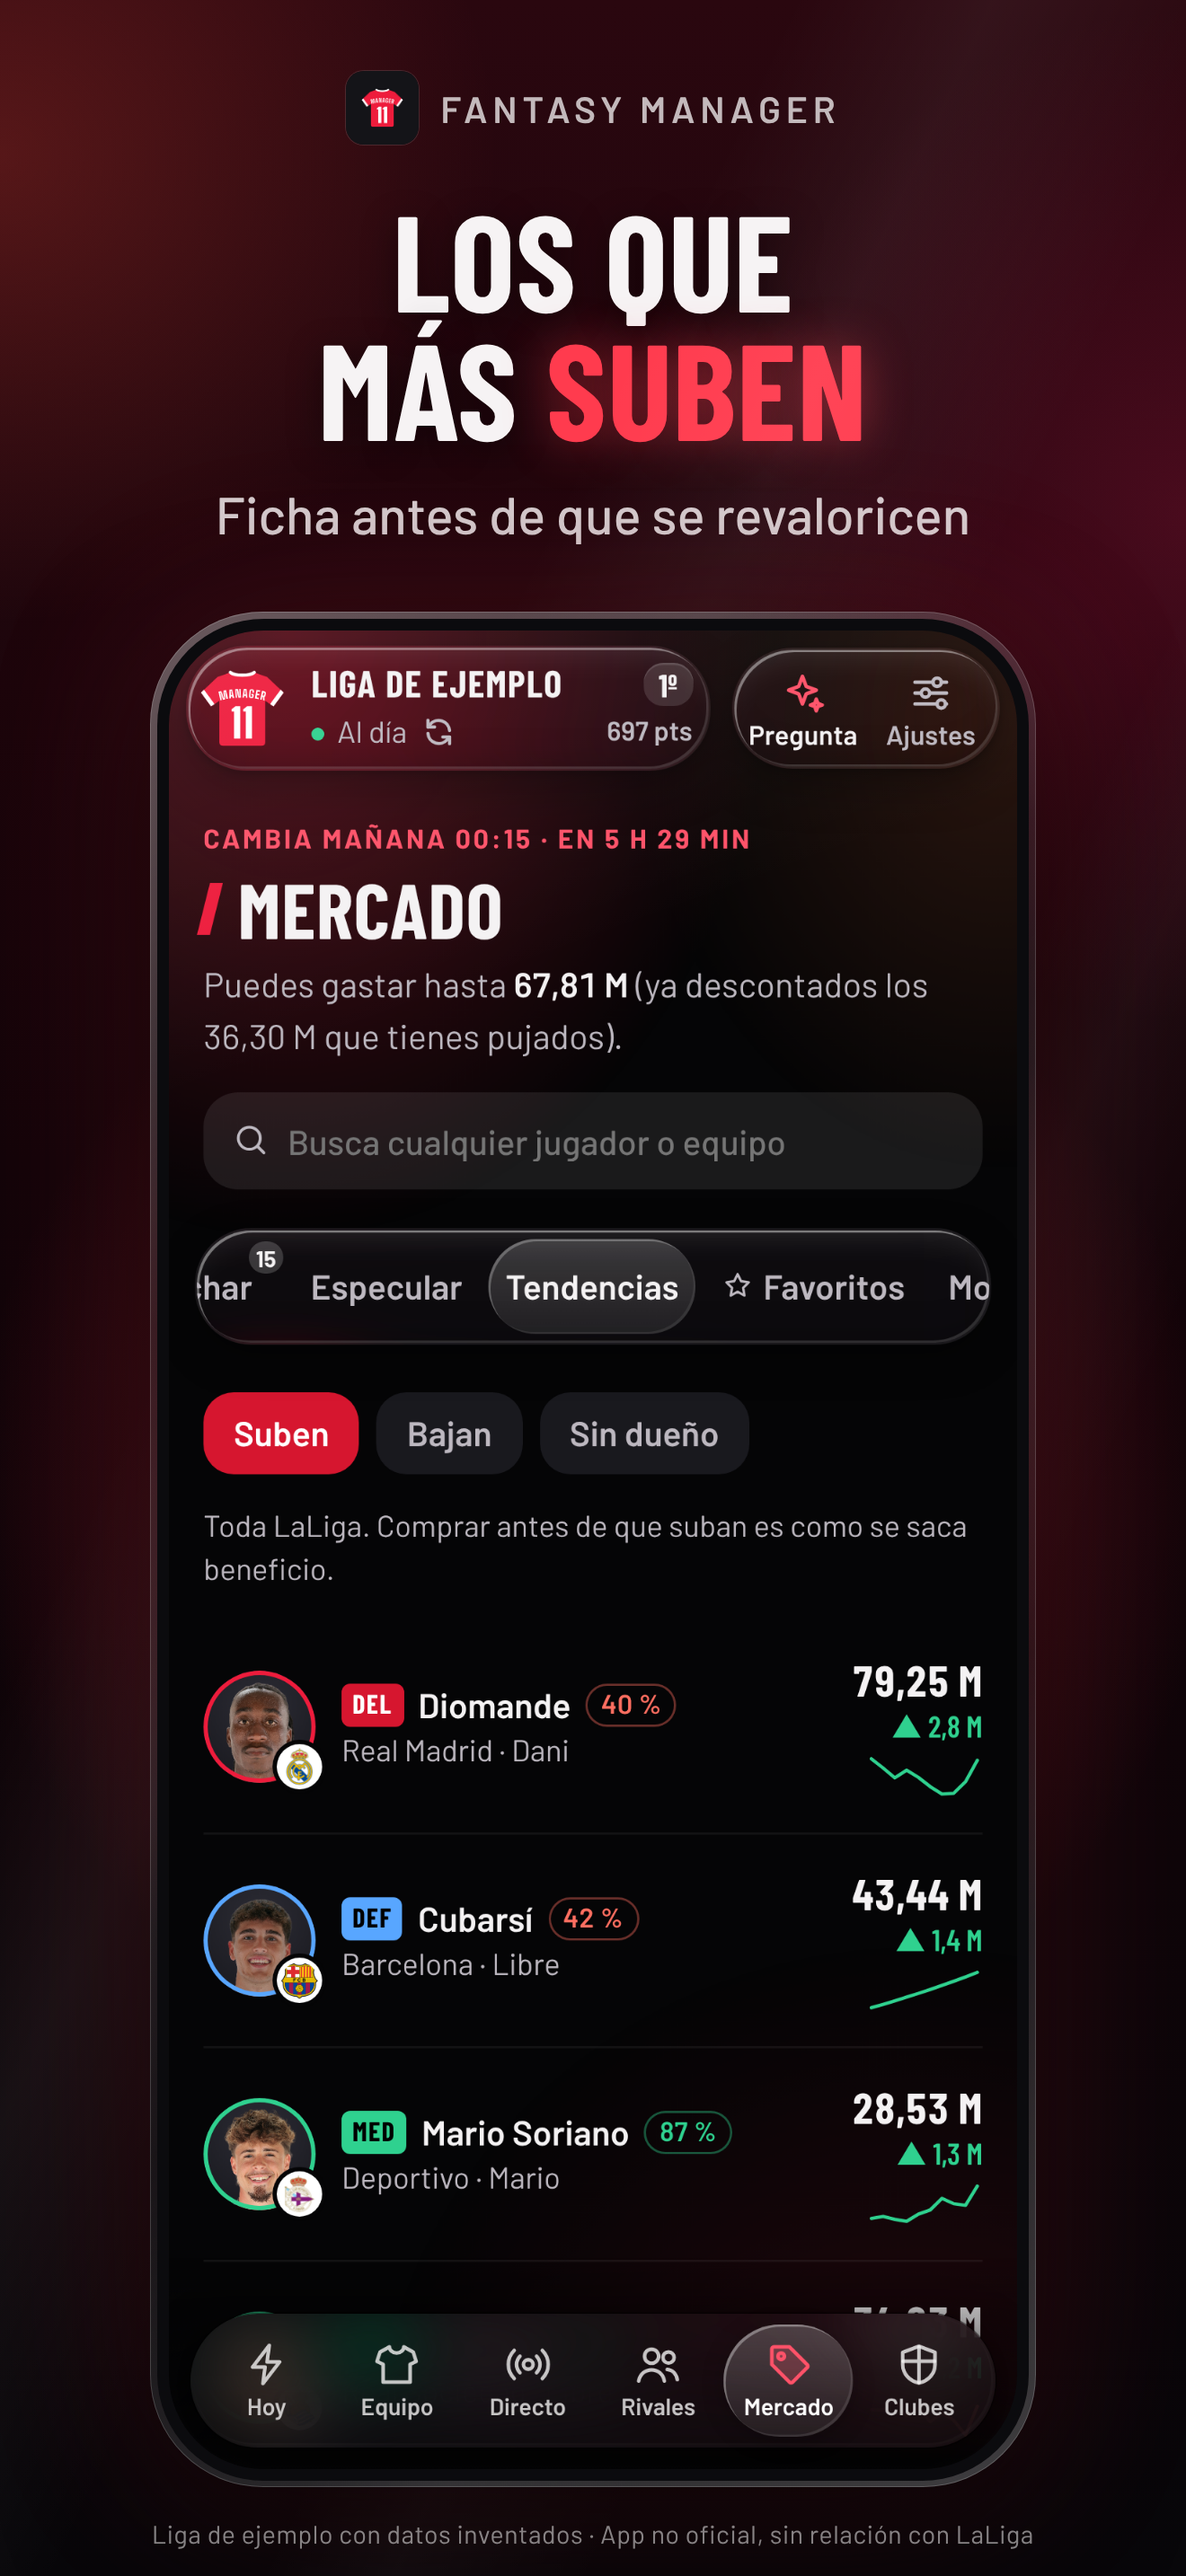 MANAGER
11
FANTASY MANAGER
LOS QUE
MÁS SUBEN
Ficha antes de que se revaloricen
MANAGER
11
LIGA DE EJEMPLO
1º
Al día
697 pts
Pregunta
Ajustes
CAMBIA MAÑANA 00:15 · EN 5 H 29 MIN
/ MERCADO
Puedes gastar hasta 67,81 M (ya descontados los
36,30 M que tienes pujados).
Busca cualquier jugador o equipo
15
har Especular Tendencias Favoritos Mo
Suben Bajan Sin dueño
Toda LaLiga. Comprar antes de que suban es como se saca
beneficio.
DEL Diomande 40 %
Real Madrid · Dani
79,25 M
▲ 2,8 M
DEF Cubarsí 42 %
Barcelona · Libre
43,44 M
▲ 1,4 M
MED Mario Soriano 87 %
Deportivo · Mario
28,53 M
▲ 1,3 M
Hoy Equipo Directo Rivales Mercado Clubes
Liga de ejemplo con datos inventados · App no oficial, sin relación con LaLiga